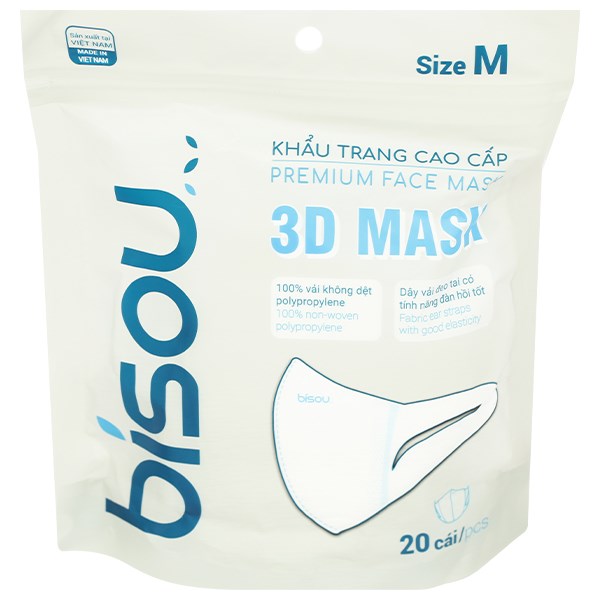 Sản xuất tại
VIỆT NAM
MADE IN
VIET NAM
Size M
bisou
KHẨU TRANG CAO CẤP
PREMIUM FACE MASK
3D MASK
100% vải không dệt
polypropylene
100% non-woven
polypropylene
Dây vải đeo tai có
tính năng đàn hồi tốt
Fabric ear straps
with good elasticity
bisou
20 cái/pcs